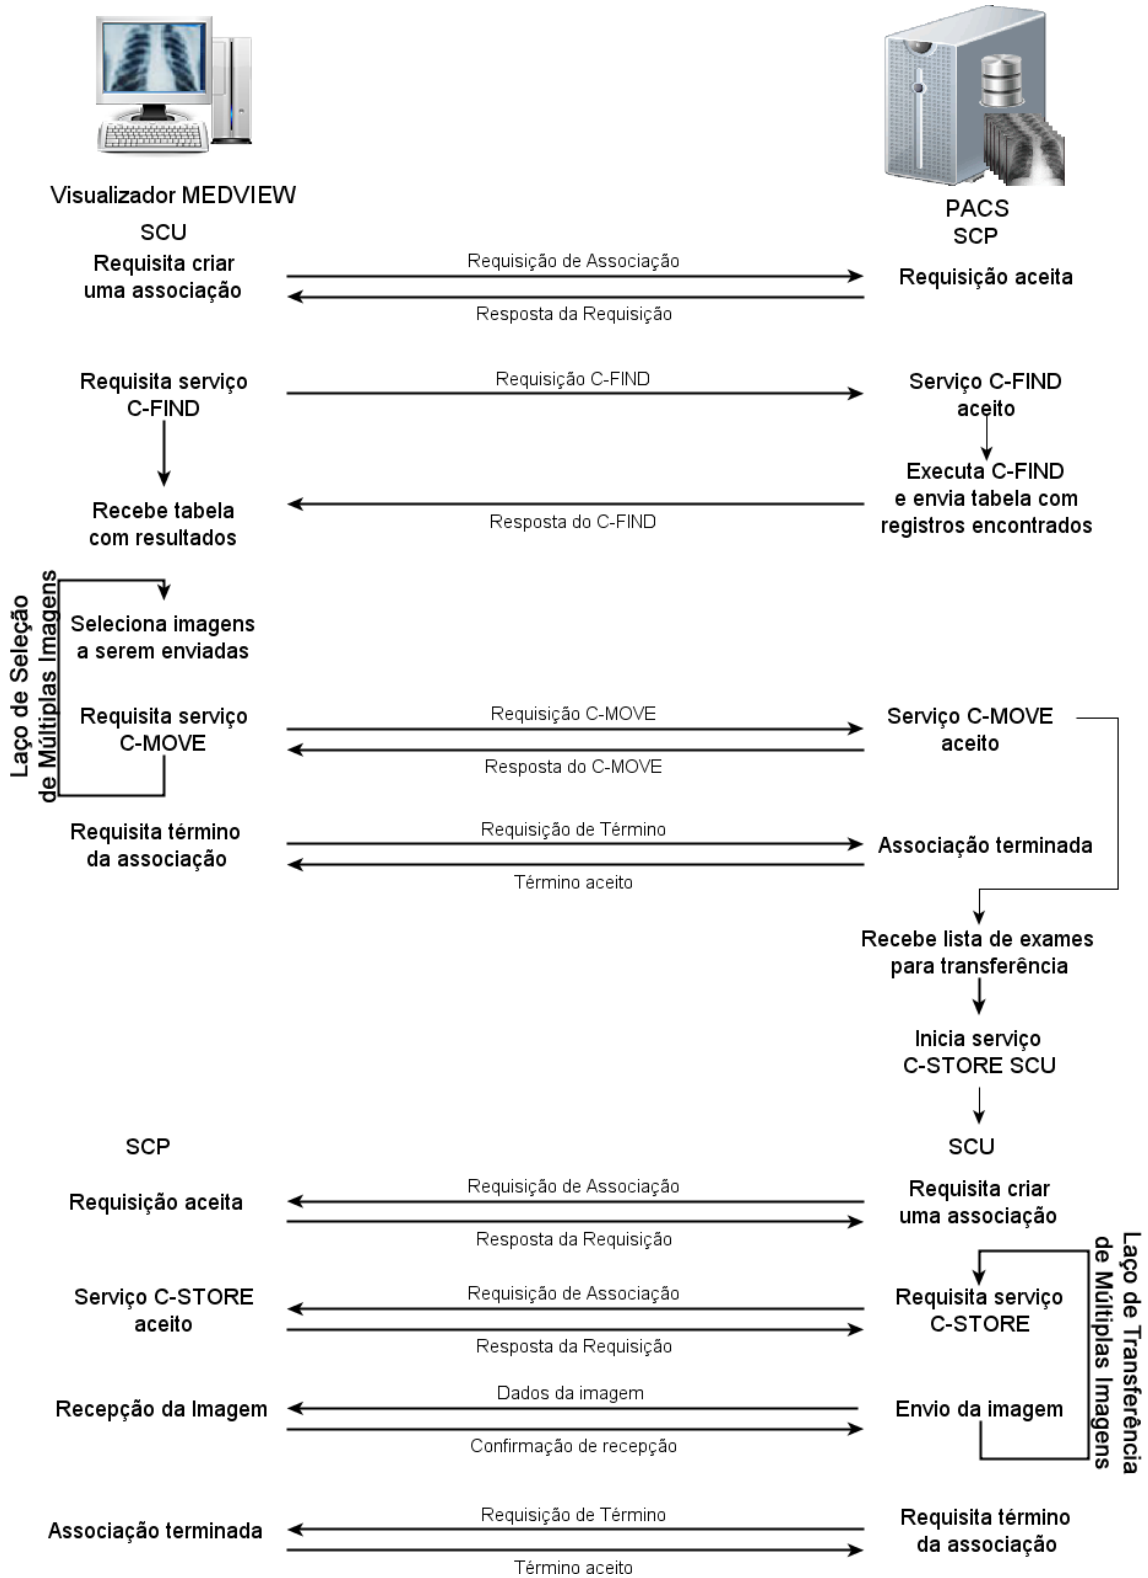 Visualizador MEDVIEW
SCU
PACS
SCP
Requisita criar
uma associação
Requisição de Associação
Resposta da Requisição
Requisição aceita
Requisita serviço
C-FIND
Requisição C-FIND
Serviço C-FIND
aceito
Recebe tabela
com resultados
Resposta do C-FIND
Executa C-FIND
e envia tabela com
registros encontrados
Laço de Seleção
de Múltiplas Imagens
Seleciona imagens
a serem enviadas
Requisita serviço
C-MOVE
Requisição C-MOVE
Resposta do C-MOVE
Serviço C-MOVE
aceito
Requisita término
da associação
Requisição de Término
Término aceito
Associação terminada
Recebe lista de exames
para transferência
Inicia serviço
C-STORE SCU
SCP
SCU
Requisição aceita
Requisição de Associação
Resposta da Requisição
Requisita criar
uma associação
Serviço C-STORE
aceito
Requisição de Associação
Resposta da Requisição
Requisita serviço
C-STORE
Laço de Transferência
de Múltiplas Imagens
Recepção da Imagem
Dados da imagem
Confirmação de recepção
Envio da imagem
Associação terminada
Requisição de Término
Término aceito
Requisita término
da associação